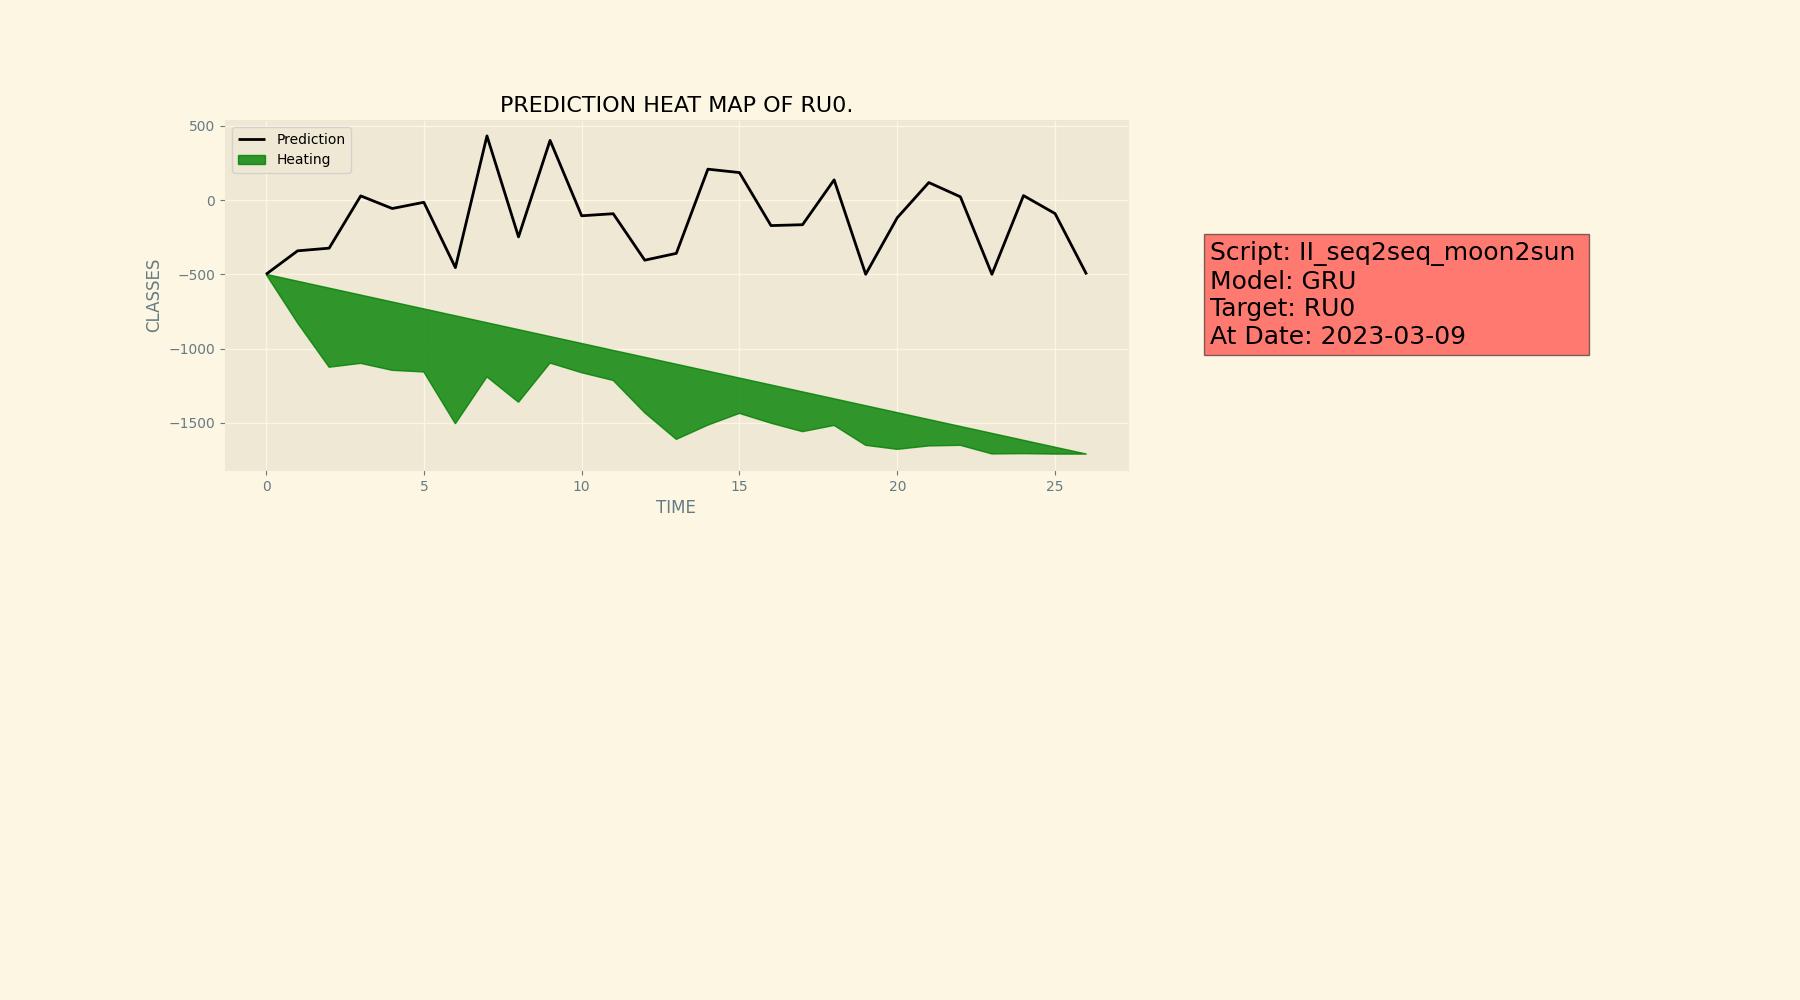 PREDICTION HEAT MAP OF RU0.
500
0
−500
−1000
−1500
CLASSES
Prediction
Heating
0 5 10 15 20 25
TIME
Script: II_seq2seq_moon2sun
Model: GRU
Target: RU0
At Date: 2023-03-09